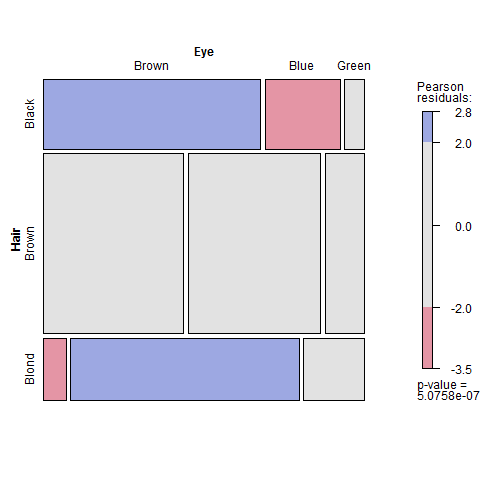 Eye
Brown Blue Green
Pearson
residuals:
2.8
2.0
0.0
-2.0
-3.5
p-value =
5.0758e-07
Hair
Black
Brown
Blond